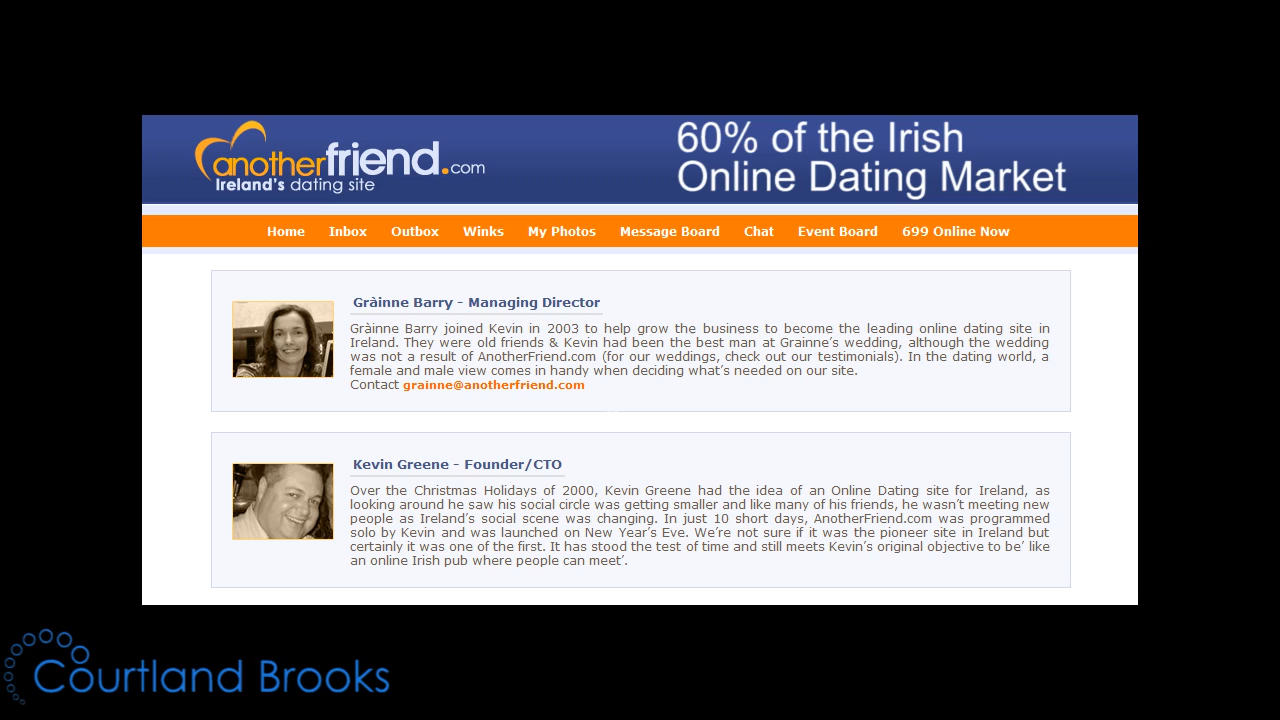 anotherfriend.com
Ireland's dating site
60% of the Irish
Online Dating Market
Home Inbox Outbox Winks My Photos Message Board Chat Event Board 699 Online Now
Gràinne Barry - Managing Director
Gràinne Barry joined Kevin in 2003 to help grow the business to become the leading online dating site in
Ireland. They were old friends & Kevin had been the best man at Grainne’s wedding, although the wedding
was not a result of AnotherFriend.com (for our weddings, check out our testimonials). In the dating world, a
female and male view comes in handy when deciding what’s needed on our site.
Contact grainne@anotherfriend.com
Kevin Greene - Founder/CTO
Over the Christmas Holidays of 2000, Kevin Greene had the idea of an Online Dating site for Ireland, as
looking around he saw his social circle was getting smaller and like many of his friends, he wasn’t meeting new
people as Ireland’s social scene was changing. In just 10 short days, AnotherFriend.com was programmed
solo by Kevin and was launched on New Year’s Eve. We’re not sure if it was the pioneer site in Ireland but
certainly it was one of the first. It has stood the test of time and still meets Kevin’s original objective to be’ like
an online Irish pub where people can meet’.
Courtland Brooks